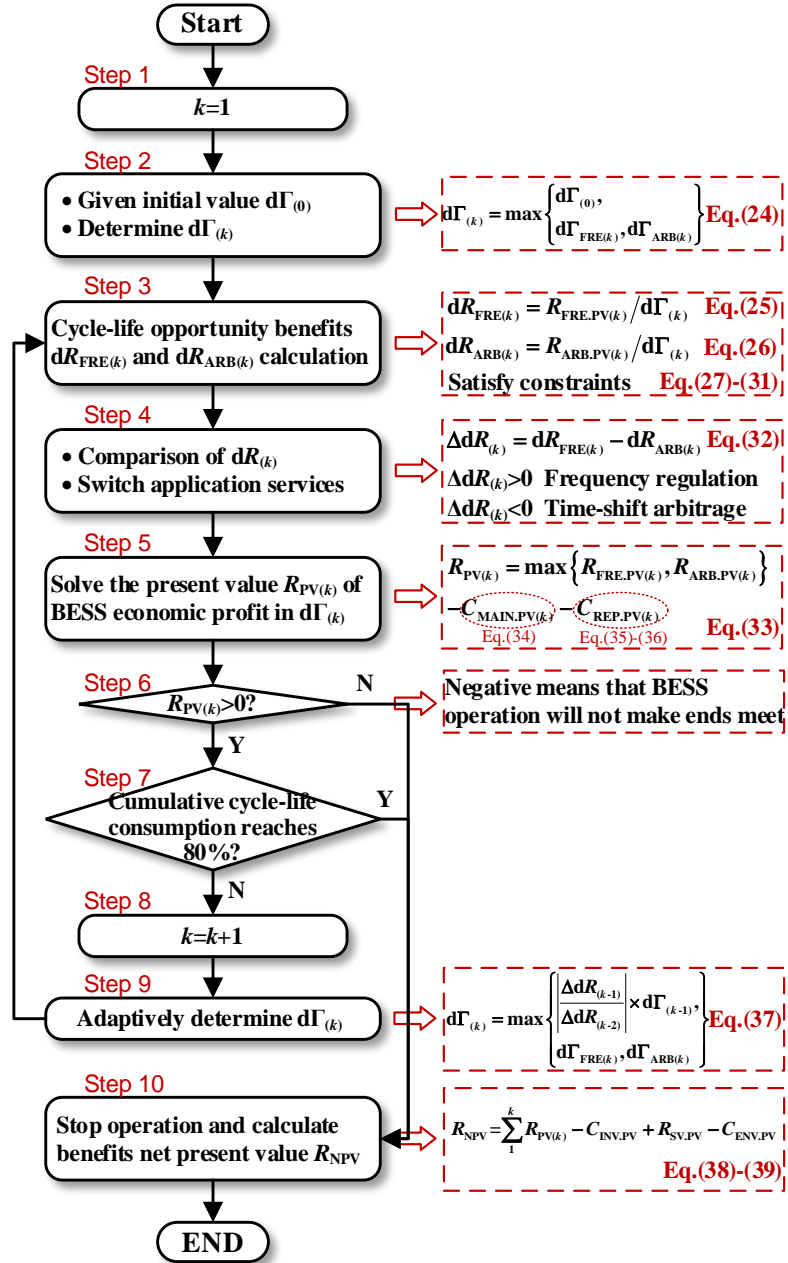 Start
Step 1
k=1
Step 2
• Given initial value dΓ(0)
• Determine dΓ(k)
dΓ(k) = max{dΓ(0),
dΓFRE(k), dΓARB(k)} Eq.(24)
Step 3
Cycle-life opportunity benefits
dRFRE(k) and dRARB(k) calculation
dRFRE(k) = RFRE.PV(k)/dΓ(k) Eq.(25)
dRARB(k) = RARB.PV(k)/dΓ(k) Eq.(26)
Satisfy constraints Eq.(27)-(31)
Step 4
• Comparison of dR(k)
• Switch application services
ΔdR(k) = dRFRE(k) − dRARB(k) Eq.(32)
ΔdR(k)>0 Frequency regulation
ΔdR(k)<0 Time-shift arbitrage
Step 5
Solve the present value RPV(k) of
BESS economic profit in dΓ(k)
RPV(k) = max{RFRE.PV(k), RARB.PV(k)}
−CMAIN.PV(k) − CREP.PV(k)
Eq.(34) Eq.(35)-(36) Eq.(33)
Step 6
RPV(k)>0?
N
Y
Negative means that BESS
operation will not make ends meet
Step 7
Cumulative cycle-life
consumption reaches
80%?
Y
N
Step 8
k=k+1
Step 9
Adaptively determine dΓ(k)
dΓ(k) = max{|ΔdR(k-1)/ΔdR(k-2)| × dΓ(k-1),
dΓFRE(k), dΓARB(k)} Eq.(37)
Step 10
Stop operation and calculate
benefits net present value RNPV
RNPV = ∑1k RPV(k) − CINV.PV + RSV.PV − CENV.PV
Eq.(38)-(39)
END